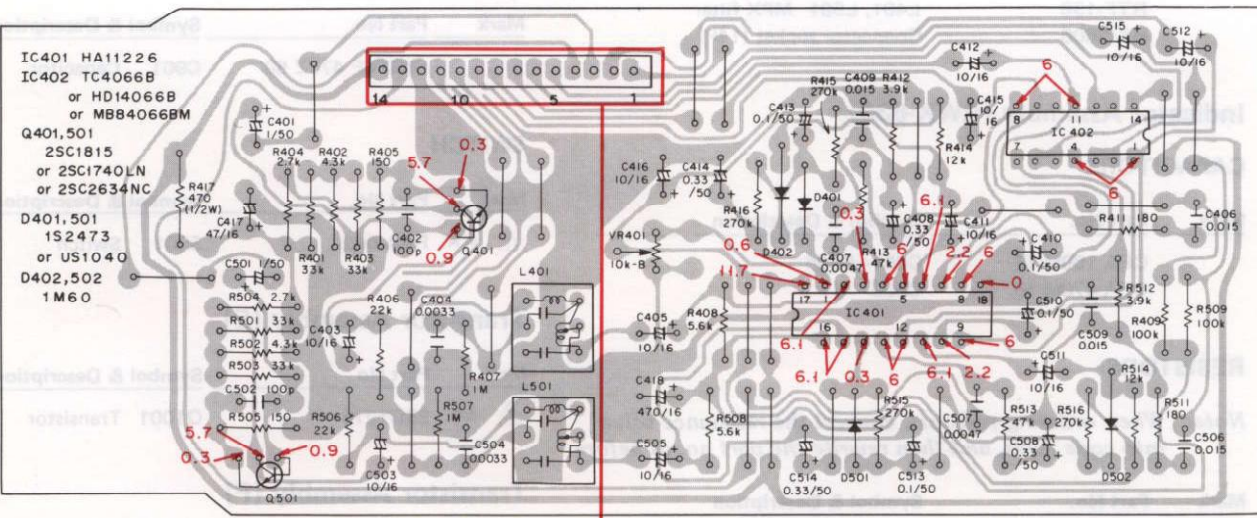 IC401 HA11226
IC402 TC4066B
or HD14066B
or MB84066BM
Q401,501
2SC1815
or 2SC1740LN
or 2SC2634NC
D401,501
1S2473
or US1040
D402,502
1M60
14 10 5 1
C401
1/50
R404
2.7k
R402
4.3k
R405
150
R417
470
(1/2W)
C417
47/16
R401
33k
R403
33k
C402
100p
5.7
0.3
0.9
Q401
C501 1/50
R504 2.7k
R501 33k
R502 4.3k
R503 33k
C502 100p
R505 150
5.7
0.3
0.9
Q501
C403
10/16
R406
22k
C404
0.0033
R407
1M
R506
22k
R507
1M
C503
10/16
C504
0.0033
L401
L501
C416
10/16
C414
0.33
/50
VR401
10k-B
C405
10/16
C418
470/16
C505
10/16
R408
5.6k
R508
5.6k
C413
0.1/50
R415
270k
C409
0.015
R412
3.9k
C412
10/16
C415
10/
16
R414
12k
R416
270k
D402
D401
C407
0.0047
R413
47k
C408
0.33
/50
C411
10/16
C410
0.1/50
0.6
11.7
0.3
6
6.1
2.2
6
0
17 1 5 8 18
IC401
16 12 9
6.1
6.1
0.3
6
6.1
2.2
6
C515
10/16
C512
10/16
6
8 11 14
IC402
7 4 1
6
R411 180
C406
0.015
C510
0.1/50
C509
0.015
R512
3.9k
R409
100k
R509
100k
C511
10/16
R514
12k
R515
270k
C507
0.0047
R513
47k
C508
0.33
/50
R516
270k
R511
180
C506
0.015
C514
0.33/50
D501
C513
0.1/50
D502
Mark Part No.
Symbol & Description
Symbol & Description
Transistor